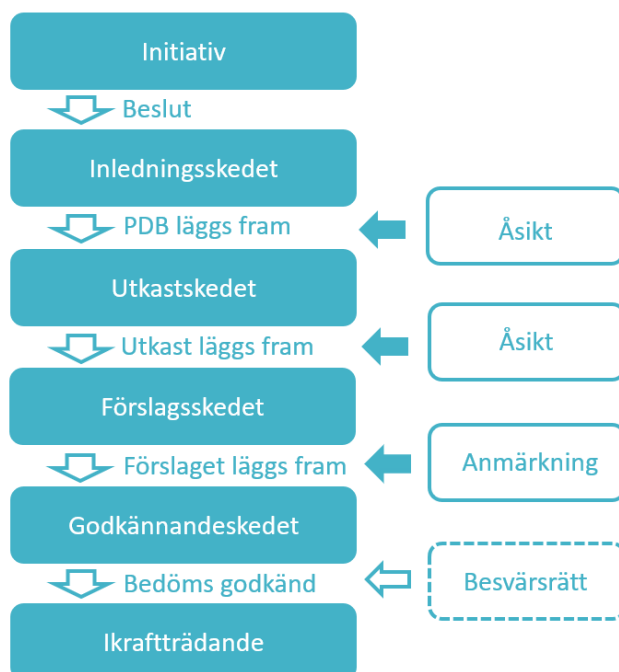 Initiativ
Beslut
Inledningsskedet
PDB läggs fram
Åsikt
Utkastskedet
Utkast läggs fram
Åsikt
Förslagsskedet
Förslaget läggs fram
Anmärkning
Godkännandeskedet
Bedöms godkänd
Besvärsrätt
Ikraftträdande